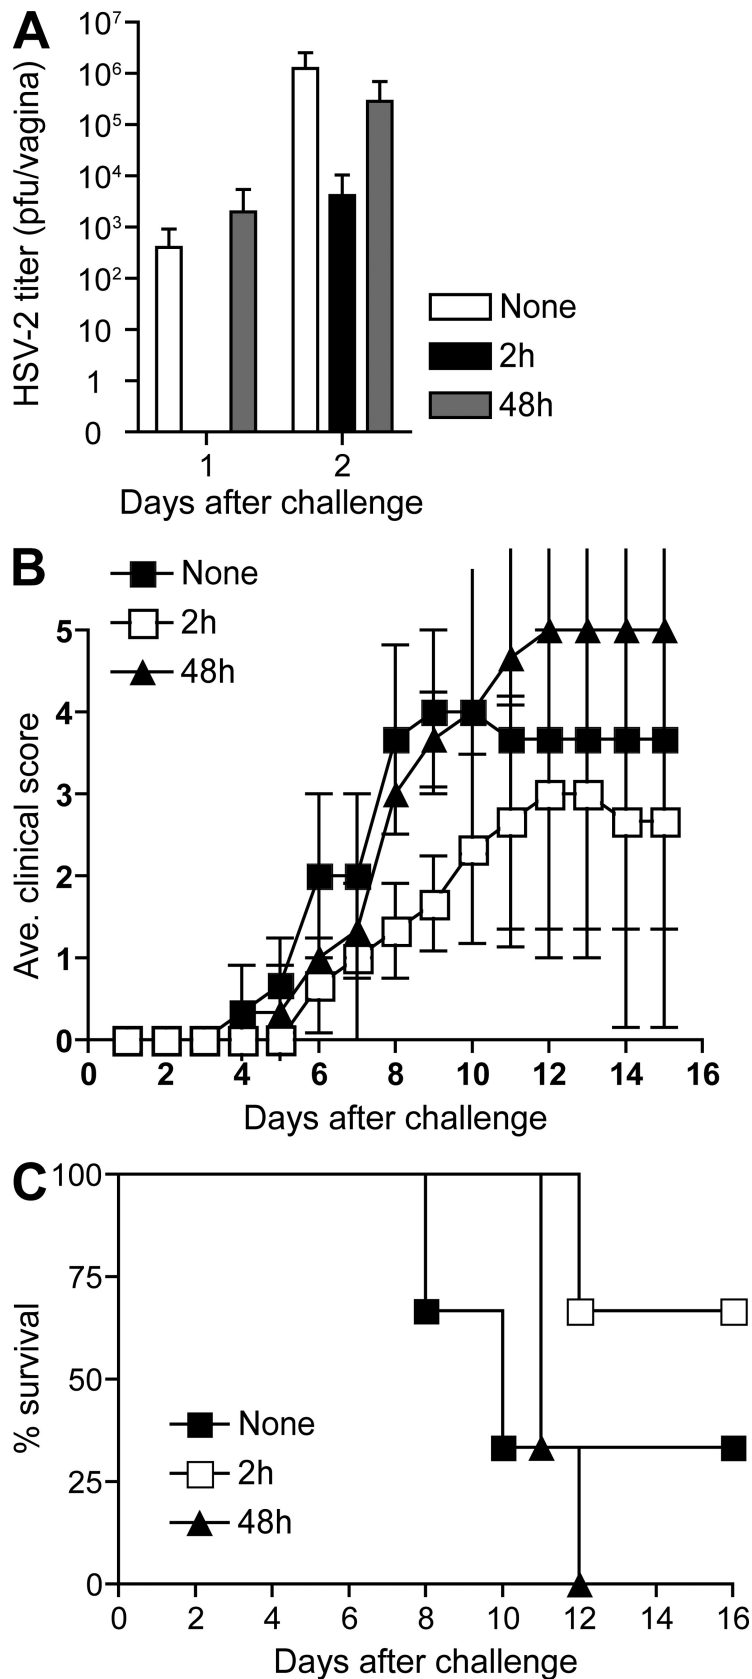 A
HSV-2 titer (pfu/vagina)
10⁷
10⁶
10⁵
10⁴
10³
10²
10
1
0
None
2h
48h
1 2
Days after challenge
B
None
2h
48h
Ave. clinical score
5
4
3
2
1
0
0 2 4 6 8 10 12 14 16
Days after challenge
C
% survival
100
75
50
25
0
None
2h
48h
0 2 4 6 8 10 12 14 16
Days after challenge